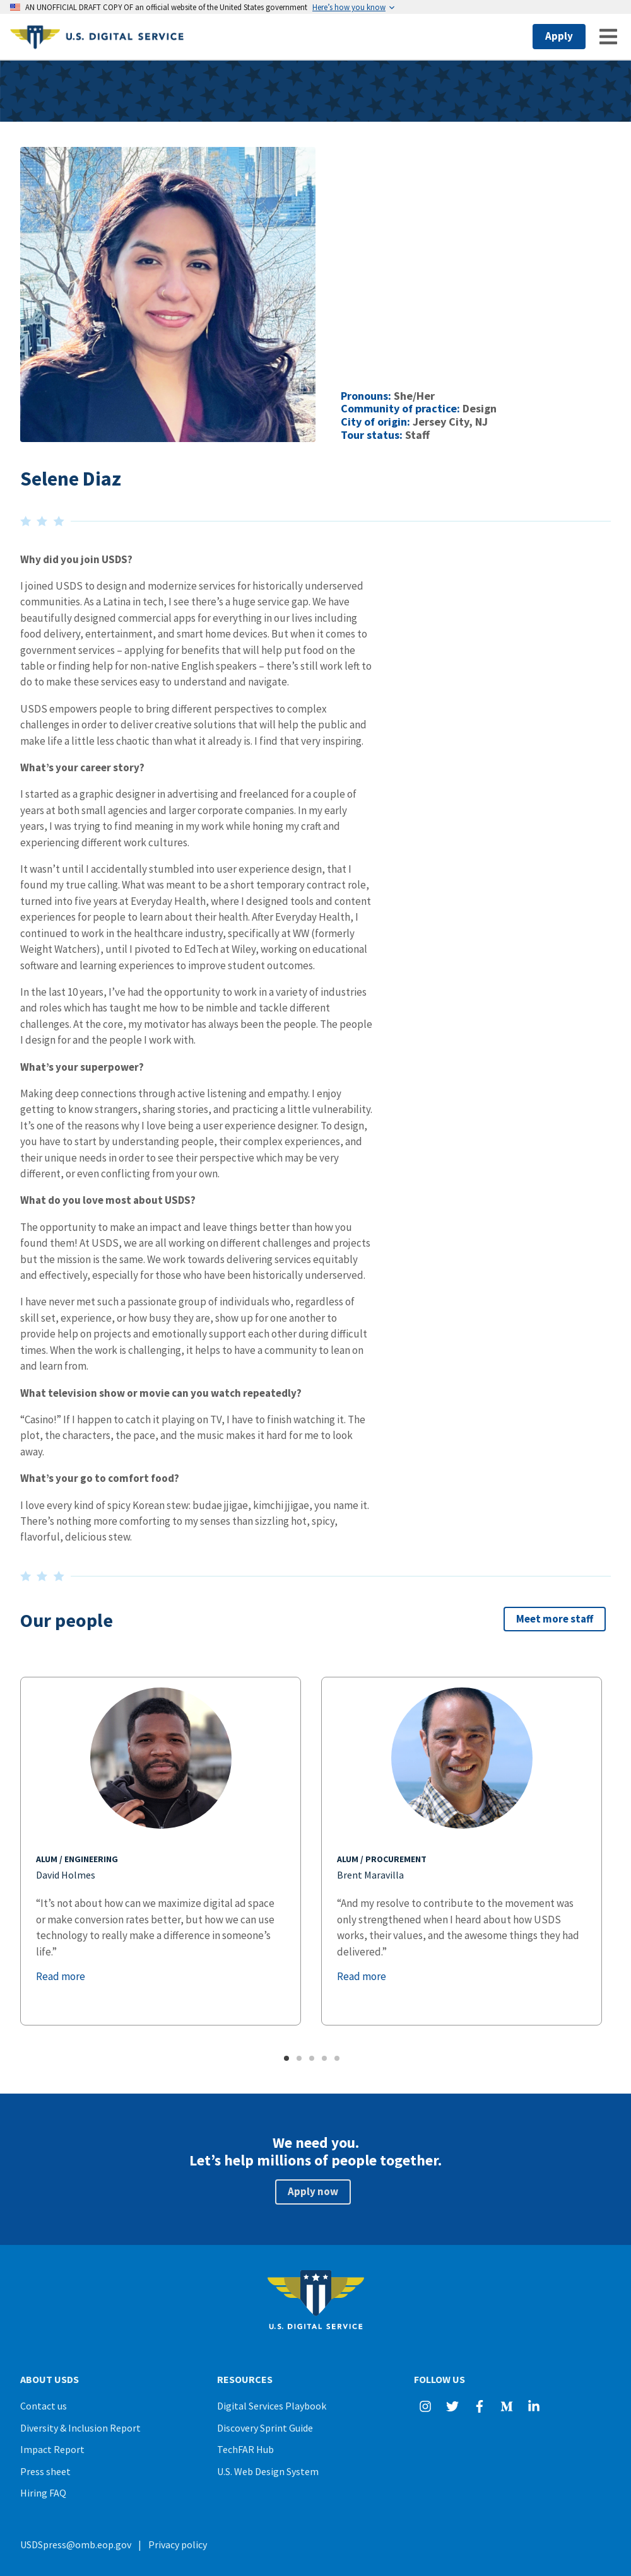 AN UNOFFICIAL DRAFT COPY OF an official website of the United States government Here's how you know
U.S. DIGITAL SERVICE
Apply
Pronouns: She/Her
Community of practice: Design
City of origin: Jersey City, NJ
Tour status: Staff
Selene Diaz
Why did you join USDS?
I joined USDS to design and modernize services for historically underserved
communities. As a Latina in tech, I see there's a huge service gap. We have
beautifully designed commercial apps for everything in our lives including
food delivery, entertainment, and smart home devices. But when it comes to
government services – applying for benefits that will help put food on the
table or finding help for non-native English speakers – there's still work left to
do to make these services easy to understand and navigate.
USDS empowers people to bring different perspectives to complex
challenges in order to deliver creative solutions that will help the public and
make life a little less chaotic than what it already is. I find that very inspiring.
What's your career story?
I started as a graphic designer in advertising and freelanced for a couple of
years at both small agencies and larger corporate companies. In my early
years, I was trying to find meaning in my work while honing my craft and
experiencing different work cultures.
It wasn't until I accidentally stumbled into user experience design, that I
found my true calling. What was meant to be a short temporary contract role,
turned into five years at Everyday Health, where I designed tools and content
experiences for people to learn about their health. After Everyday Health, I
continued to work in the healthcare industry, specifically at WW (formerly
Weight Watchers), until I pivoted to EdTech at Wiley, working on educational
software and learning experiences to improve student outcomes.
In the last 10 years, I've had the opportunity to work in a variety of industries
and roles which has taught me how to be nimble and tackle different
challenges. At the core, my motivator has always been the people. The people
I design for and the people I work with.
What's your superpower?
Making deep connections through active listening and empathy. I enjoy
getting to know strangers, sharing stories, and practicing a little vulnerability.
It's one of the reasons why I love being a user experience designer. To design,
you have to start by understanding people, their complex experiences, and
their unique needs in order to see their perspective which may be very
different, or even conflicting from your own.
What do you love most about USDS?
The opportunity to make an impact and leave things better than how you
found them! At USDS, we are all working on different challenges and projects
but the mission is the same. We work towards delivering services equitably
and effectively, especially for those who have been historically underserved.
I have never met such a passionate group of individuals who, regardless of
skill set, experience, or how busy they are, show up for one another to
provide help on projects and emotionally support each other during difficult
times. When the work is challenging, it helps to have a community to lean on
and learn from.
What television show or movie can you watch repeatedly?
“Casino!” If I happen to catch it playing on TV, I have to finish watching it. The
plot, the characters, the pace, and the music makes it hard for me to look
away.
What's your go to comfort food?
I love every kind of spicy Korean stew: budae jjigae, kimchi jjigae, you name it.
There's nothing more comforting to my senses than sizzling hot, spicy,
flavorful, delicious stew.
Our people
Meet more staff
ALUM / ENGINEERING
David Holmes
“It's not about how can we maximize digital ad space
or make conversion rates better, but how we can use
technology to really make a difference in someone's
life.”
Read more
ALUM / PROCUREMENT
Brent Maravilla
“And my resolve to contribute to the movement was
only strengthened when I heard about how USDS
works, their values, and the awesome things they had
delivered.”
Read more
We need you.
Let's help millions of people together.
Apply now
U.S. DIGITAL SERVICE
ABOUT USDS
Contact us
Diversity & Inclusion Report
Impact Report
Press sheet
Hiring FAQ
RESOURCES
Digital Services Playbook
Discovery Sprint Guide
TechFAR Hub
U.S. Web Design System
FOLLOW US
USDSpress@omb.eop.gov | Privacy policy